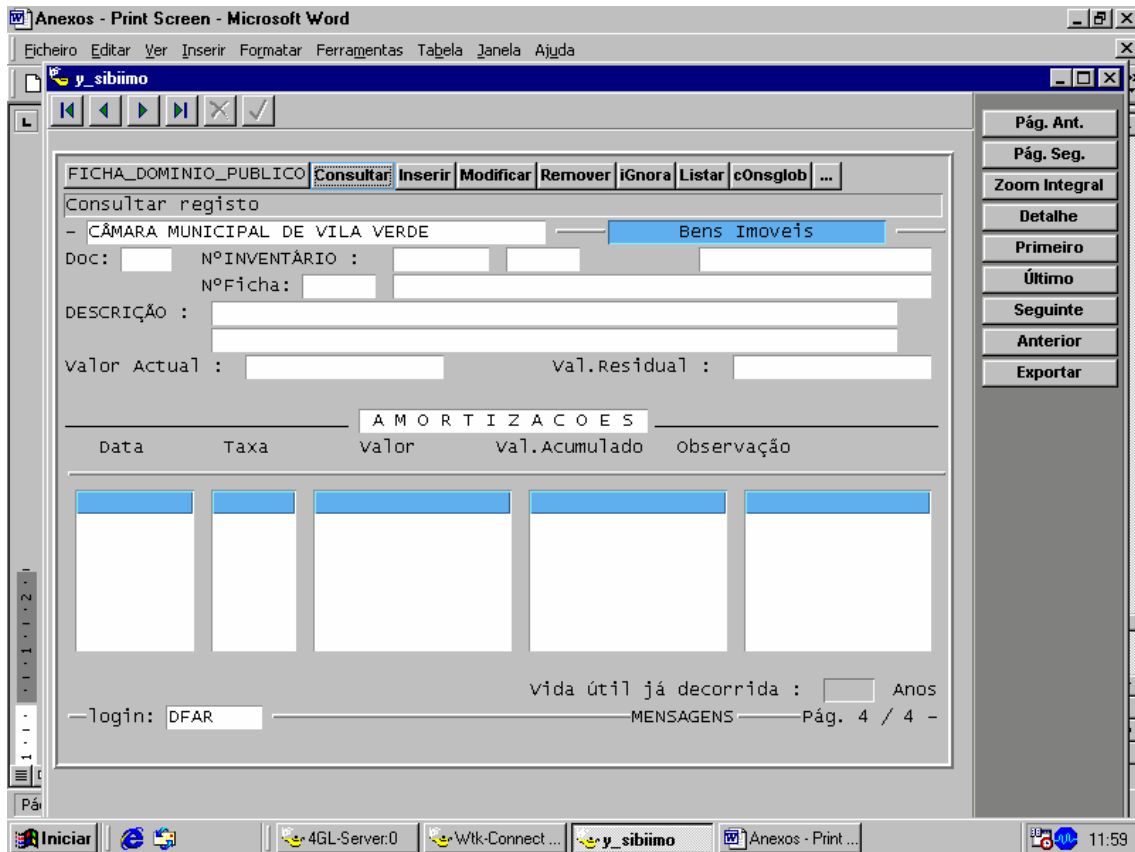 Anexos - Print Screen - Microsoft Word
Ficheiro Editar Ver Inserir Formatar Ferramentas Tabela Janela Ajuda
y_sibiimo
FICHA_DOMINIO_PUBLICO Consultar Inserir Modificar Remover iGnora Listar cOnsglob ...
Consultar registo
- CÂMARA MUNICIPAL DE VILA VERDE Bens Imoveis
Doc: NºINVENTÁRIO :
NºFicha:
DESCRIÇÃO :
Valor Actual : Val.Residual :
A M O R T I Z A C O E S
Data Taxa Valor Val.Acumulado Observação
Vida útil já decorrida : Anos
login: DFAR MENSAGENS Pág. 4 / 4 -
Pág. Ant.
Pág. Seg.
Zoom Integral
Detalhe
Primeiro
Último
Seguinte
Anterior
Exportar
L
2
1
1
Pá
Iniciar 4GL-Server:0 Wtk-Connect ... y_sibiimo Anexos - Print ... 11:59